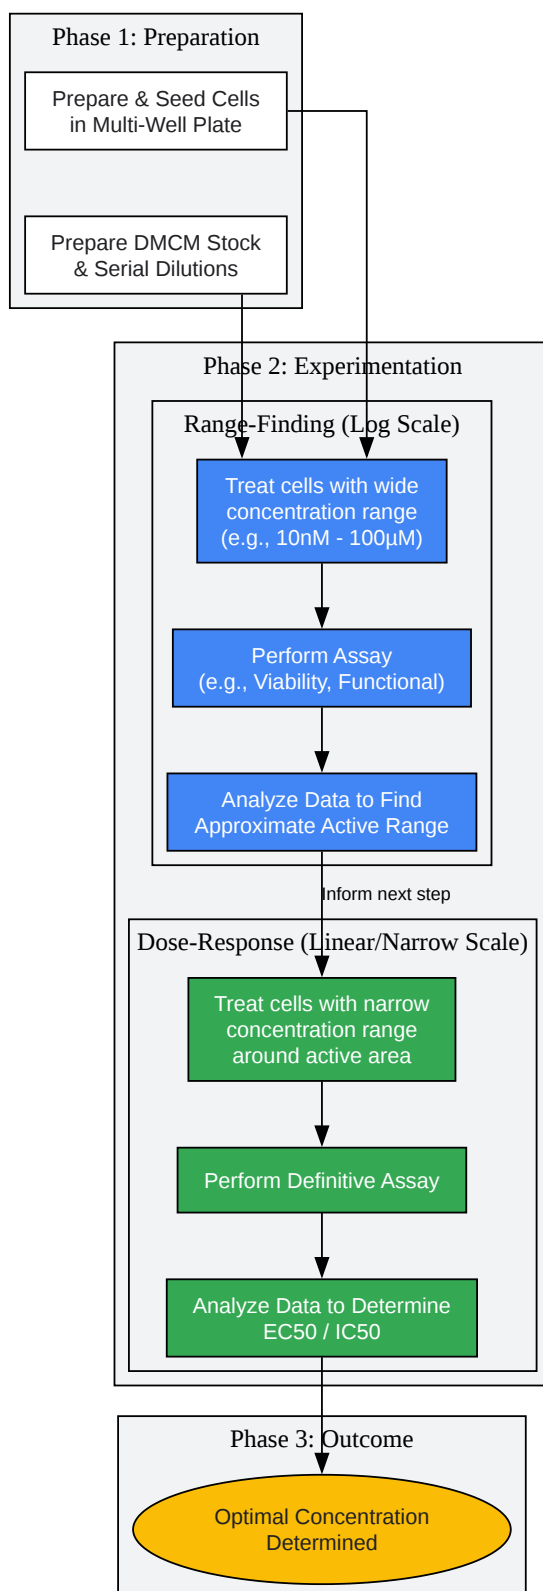 Phase 1: Preparation
Prepare & Seed Cells
in Multi-Well Plate
Prepare DMCM Stock
& Serial Dilutions
Phase 2: Experimentation
Range-Finding (Log Scale)
Treat cells with wide
concentration range
(e.g., 10nM - 100µM)
Perform Assay
(e.g., Viability, Functional)
Analyze Data to Find
Approximate Active Range
Inform next step
Dose-Response (Linear/Narrow Scale)
Treat cells with narrow
concentration range
around active area
Perform Definitive Assay
Analyze Data to Determine
EC50 / IC50
Phase 3: Outcome
Optimal Concentration
Determined